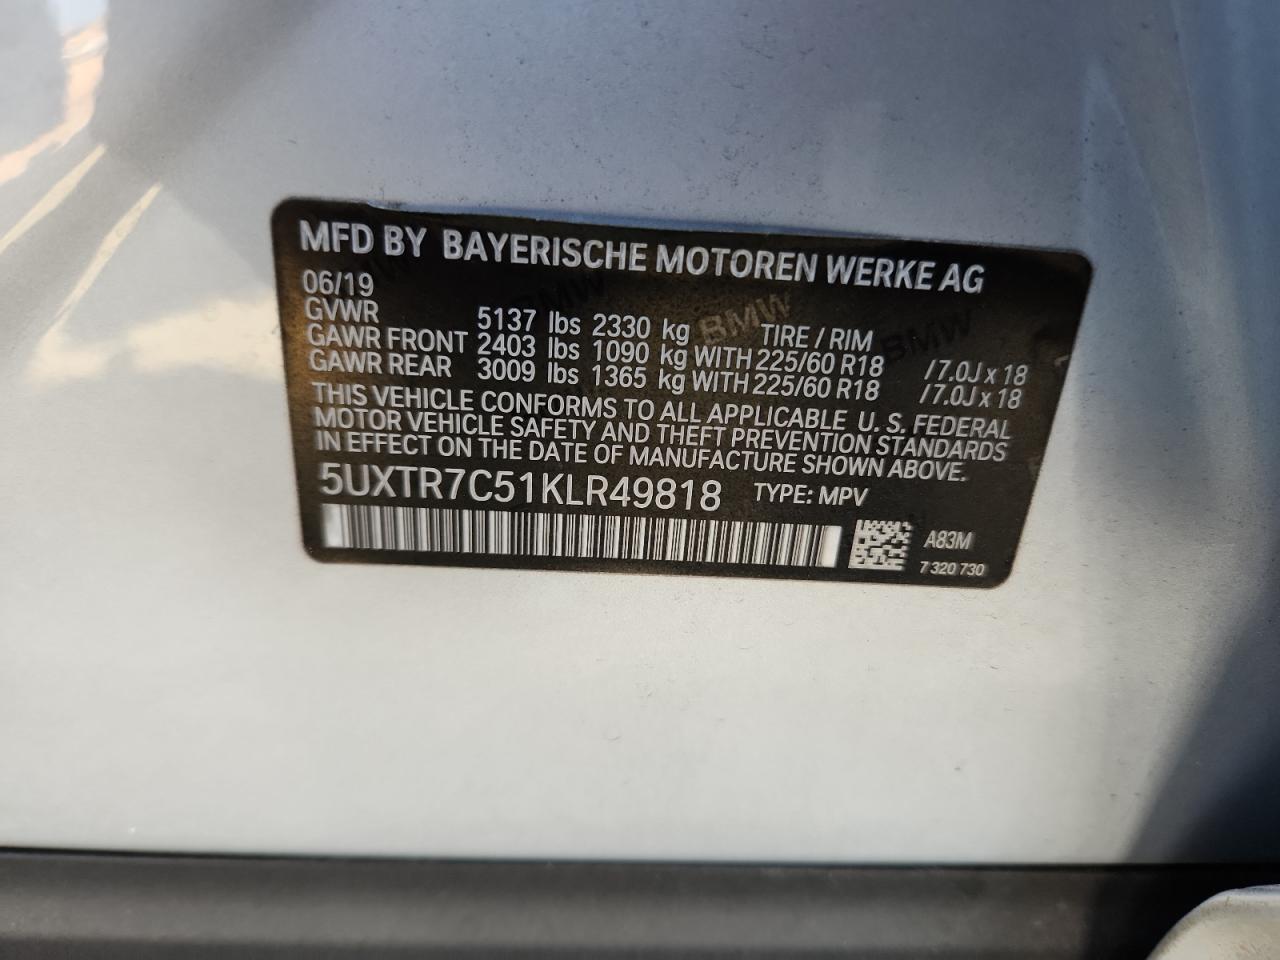 MFD BY BAYERISCHE MOTOREN WERKE AG
06/19
GVWR 5137 lbs 2330 kg TIRE / RIM
GAWR FRONT 2403 lbs 1090 kg WITH 225/60 R18 / 7.0J x 18
GAWR REAR 3009 lbs 1365 kg WITH 225/60 R18 / 7.0J x 18
THIS VEHICLE CONFORMS TO ALL APPLICABLE U. S. FEDERAL
MOTOR VEHICLE SAFETY AND THEFT PREVENTION STANDARDS
IN EFFECT ON THE DATE OF MANUFACTURE SHOWN ABOVE.
5UXTR7C51KLR49818 TYPE: MPV
A83M
7 320 730
BMW
BMW
BMW